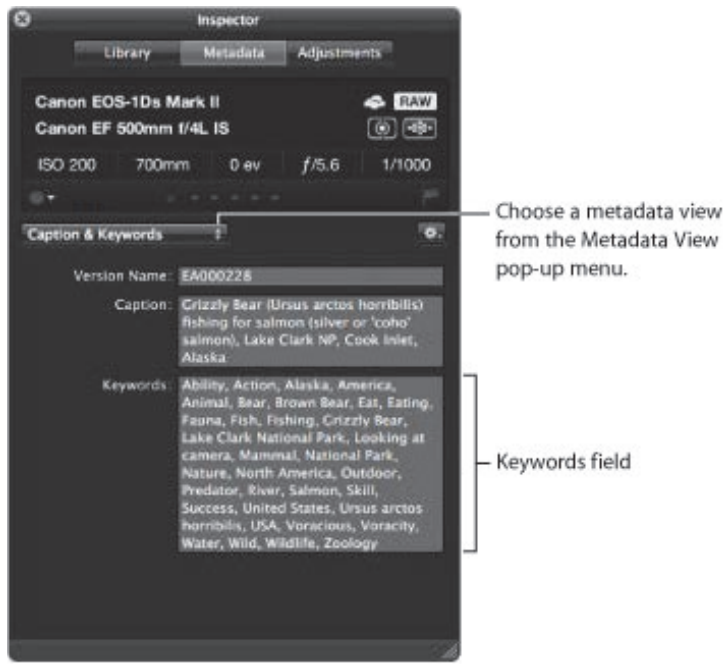 Inspector
Library Metadata Adjustments
Canon EOS-1Ds Mark II RAW
Canon EF 500mm f/4L IS
ISO 200 700mm 0 ev ƒ/5.6 1/1000
Caption & Keywords
Choose a metadata view
from the Metadata View
pop-up menu.
Version Name: EA000228
Caption: Grizzly Bear (Ursus arctos horribilis)
fishing for salmon (silver or 'coho'
salmon), Lake Clark NP, Cook Inlet,
Alaska
Keywords: Ability, Action, Alaska, America,
Animal, Bear, Brown Bear, Eat, Eating,
Fauna, Fish, Fishing, Grizzly Bear,
Lake Clark National Park, Looking at
camera, Mammal, National Park,
Nature, North America, Outdoor,
Predator, River, Salmon, Skill,
Success, United States, Ursus arctos
horribilis, USA, Voracious, Voracity,
Water, Wild, Wildlife, Zoology
Keywords field